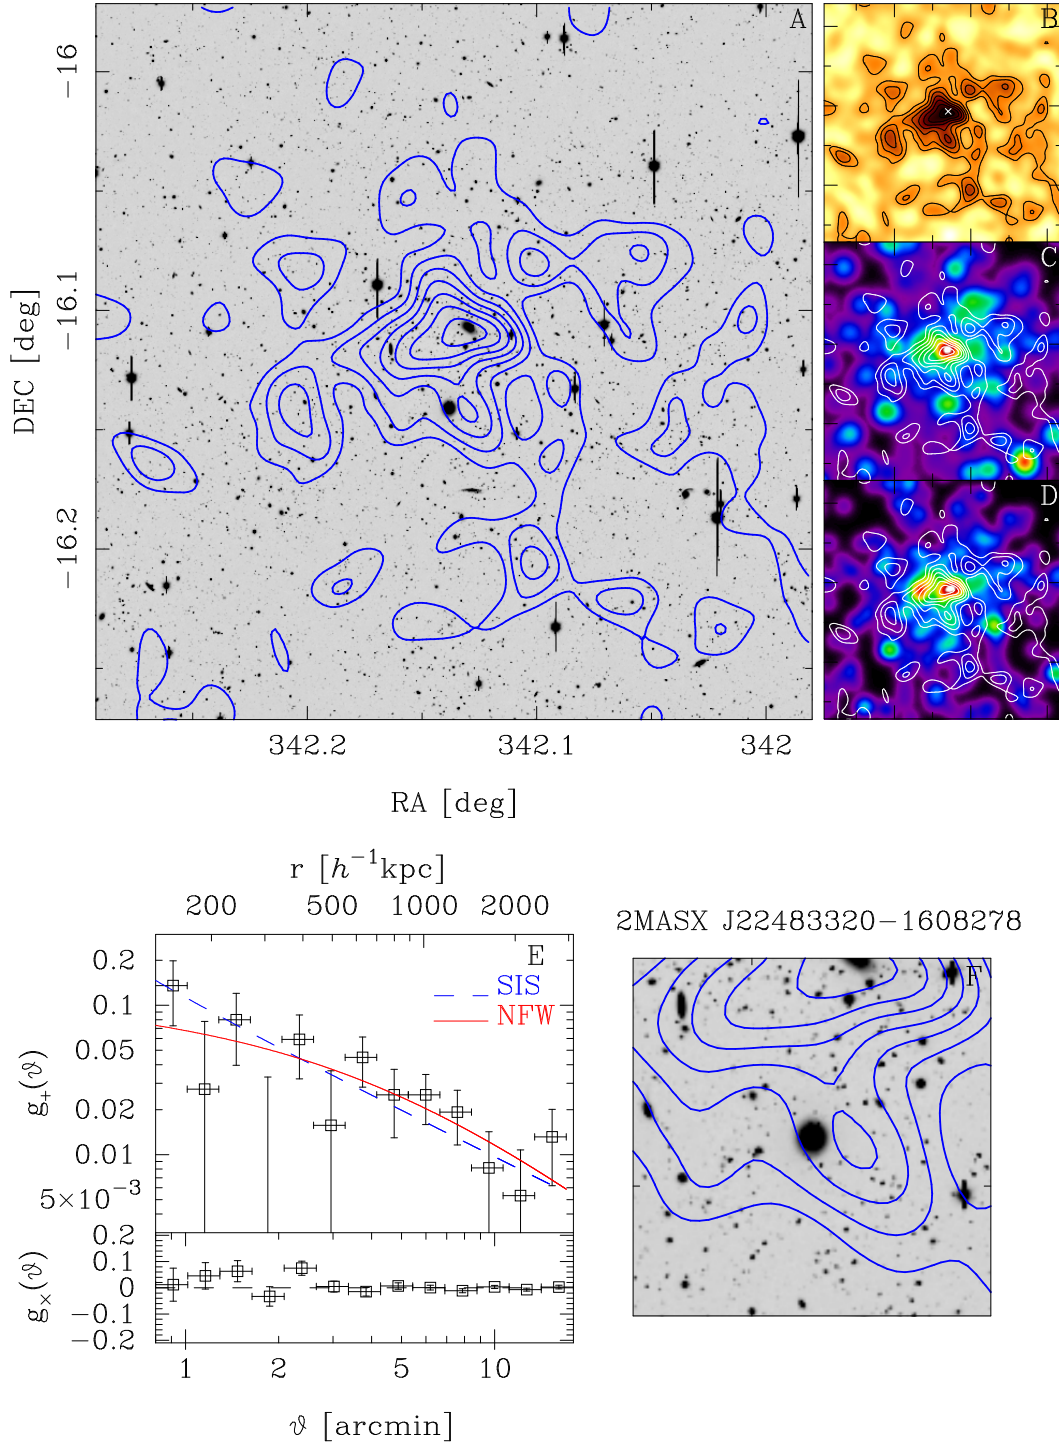 A
B
C
D
−16
−16.1
−16.2
DEC [deg]
342.2 342.1 342
RA [deg]
r [h⁻¹kpc]
200 500 1000 2000
E
SIS
NFW
0.2
0.1
0.05
0.02
0.01
5×10⁻³
g₊(ϑ)
0.2
0.1
0
−0.1
−0.2
g×(ϑ)
1 2 5 10
ϑ [arcmin]
2MASX J22483320−1608278
F